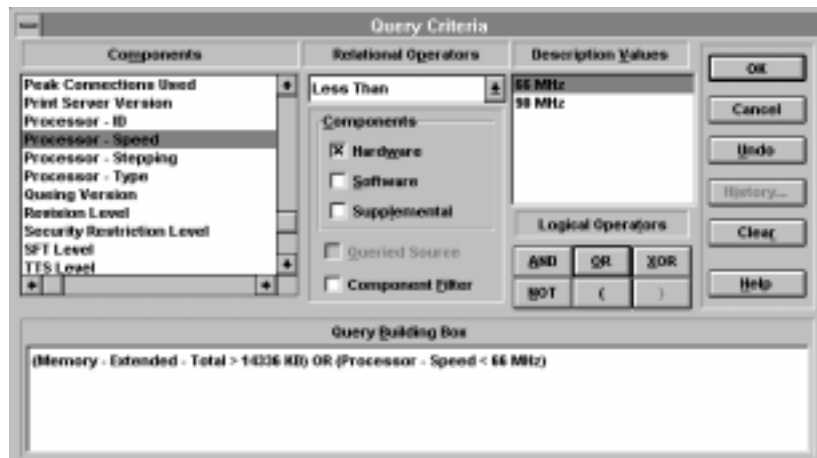 Query Criteria
Components
Peak Connections Used
Print Server Version
Processor - ID
Processor - Speed
Processor - Stepping
Processor - Type
Queing Version
Revision Level
Security Restriction Level
SFT Level
TTS Level
Relational Operators
Less Than
Components
Hardware
Software
Supplemental
Queried Source
Component Filter
Description Values
66 MHz
90 MHz
Logical Operators
AND OR XOR
NOT ( )
OK
Cancel
Undo
History...
Clear
Help
Query Building Box
(Memory - Extended - Total > 14336 KB) OR (Processor - Speed < 66 MHz)